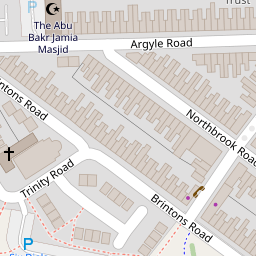 Trust
The Abu
Bakr Jamia
Masjid
Argyle Road
Northbrook Road
Brintons Road
Trinity Road
Brintons Road
P